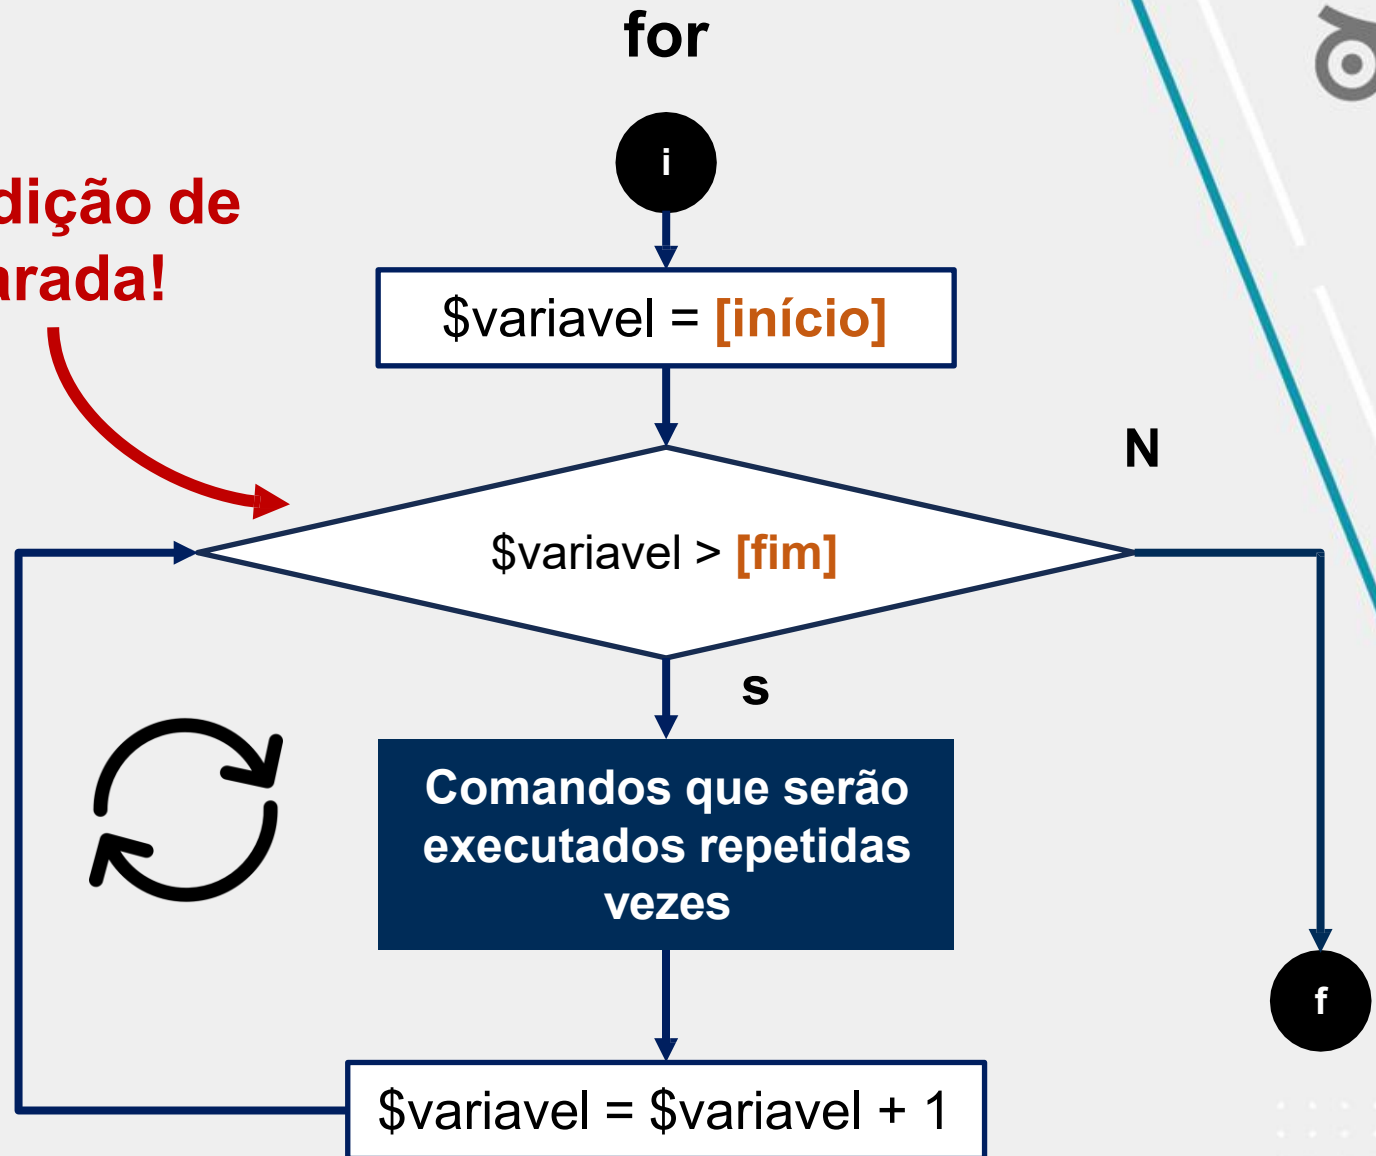 for
i
dição de
arada!
$variavel = [início]
N
$variavel > [fim]
s
Comandos que serão
executados repetidas
vezes
f
$variavel = $variavel + 1